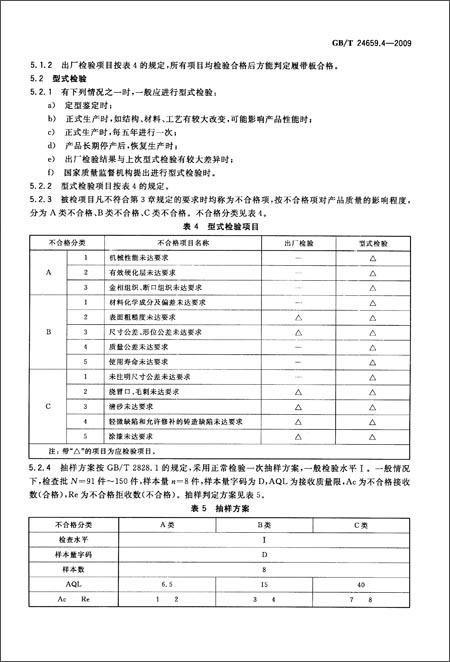 GB/T 24659.4—2009
5.1.2 出厂检验项目按表 4 的规定,所有项目均检验合格后方能判定履带板合格。
5.2 型式检验
5.2.1 有下列情况之一时,一般应进行型式检验:
a) 定型鉴定时;
b) 正式生产时,如结构、材料、工艺有较大改变,可能影响产品性能时;
c) 正式生产时,每五年进行一次;
d) 产品长期停产后,恢复生产时;
e) 出厂检验结果与上次型式检验有较大差异时;
f) 国家质量监督机构提出进行型式检验时。
5.2.2 型式检验项目按表 4 的规定。
5.2.3 被检项目凡不符合第 3 章规定的要求时均称为不合格项,按不合格项对产品质量的影响程度,
分为 A 类不合格、B 类不合格、C 类不合格。不合格分类见表 4。
表 4 型式检验项目
不合格分类 不合格项目名称 出厂检验 型式检验
A
1 机械性能未达要求 — △
2 有效硬化层未达要求 — △
3 金相组织、断口组织未达要求 — △
B
1 材料化学成分及偏差未达要求 — △
2 表面粗糙度未达要求 △ △
3 尺寸公差、形位公差未达要求 △ △
4 质量公差未达要求 — △
5 使用寿命未达要求 — △
C
1 未注明尺寸公差未达要求 — △
2 浇冒口、毛刺未达要求 △ △
3 清砂未达要求 △ △
4 轻微缺陷和允许修补的铸造缺陷未达要求 △ △
5 涂漆未达要求 △ △
注:带“△”的项目为应检验项目。
5.2.4 抽样方案按 GB/T 2828.1 的规定,采用正常检验一次抽样方案,一般检验水平Ⅰ。一般情况
下,检查批 N=91 件～150 件,样本量 n=8 件,样本量字码为 D,AQL 为接收质量限,Ac 为不合格接收
数(合格),Re 为不合格拒收数(不合格)。抽样判定方案见表 5。
表 5 抽样方案
不合格分类 A 类 B 类 C 类
检查水平 Ⅰ
样本量字码 D
样本数 8
AQL 6.5 15 40
Ac Re 1 2 3 4 7 8